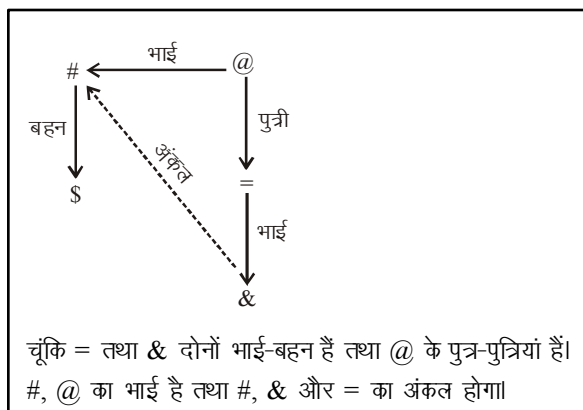 भाई
# @
बहन
पुत्री
अंकल
$
=
भाई
&
चूंकि = तथा & दोनों भाई-बहन हैं तथा @ के पुत्र-पुत्रियां हैं।
#, @ का भाई है तथा #, & और = का अंकल होगा।